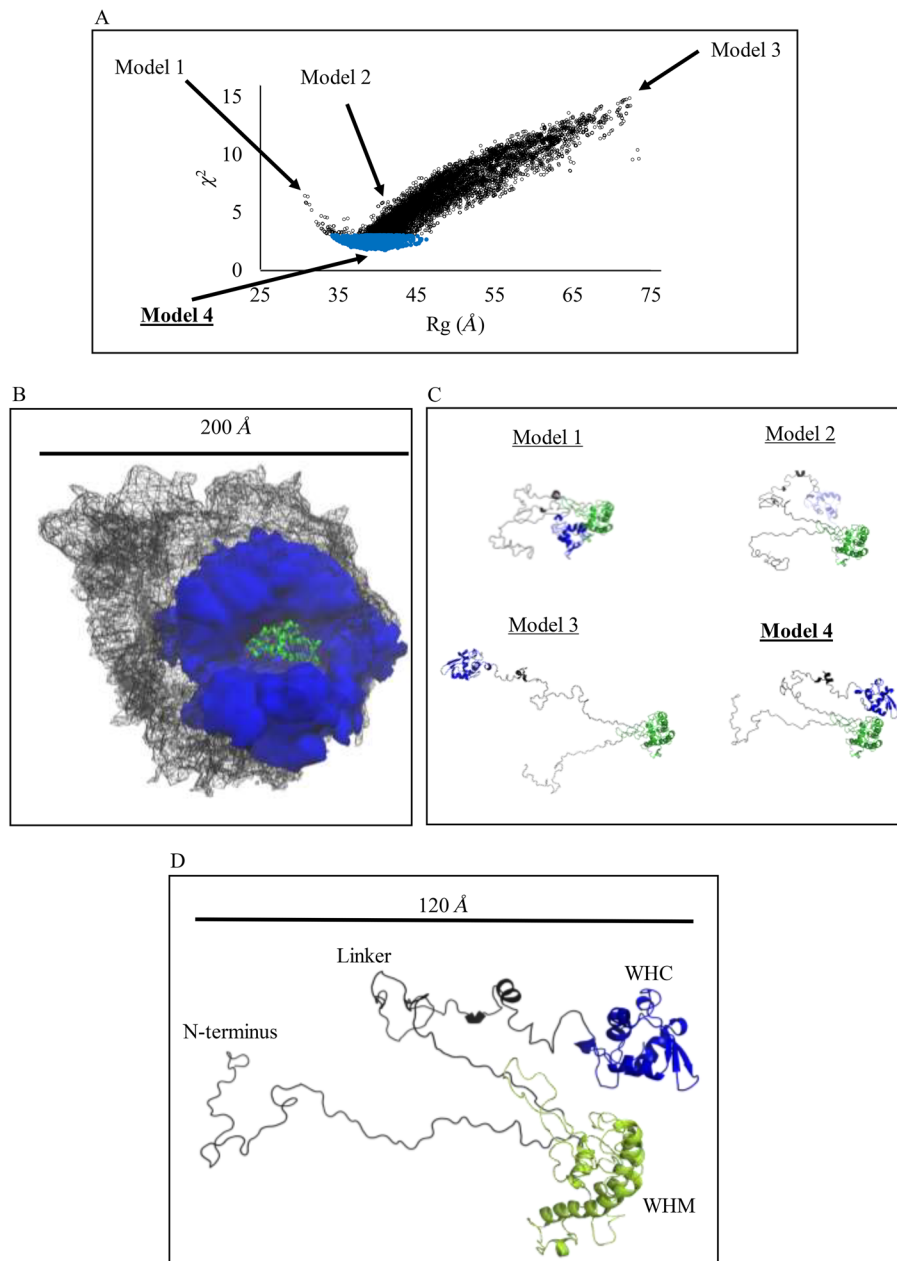 A
Model 1
Model 2
Model 3
15
10
5
0
χ²
25 35 45 55 65 75
Rg (Å)
Model 4
B
200 Å
C
Model 1
Model 2
Model 3
Model 4
D
120 Å
Linker
WHC
N-terminus
WHM